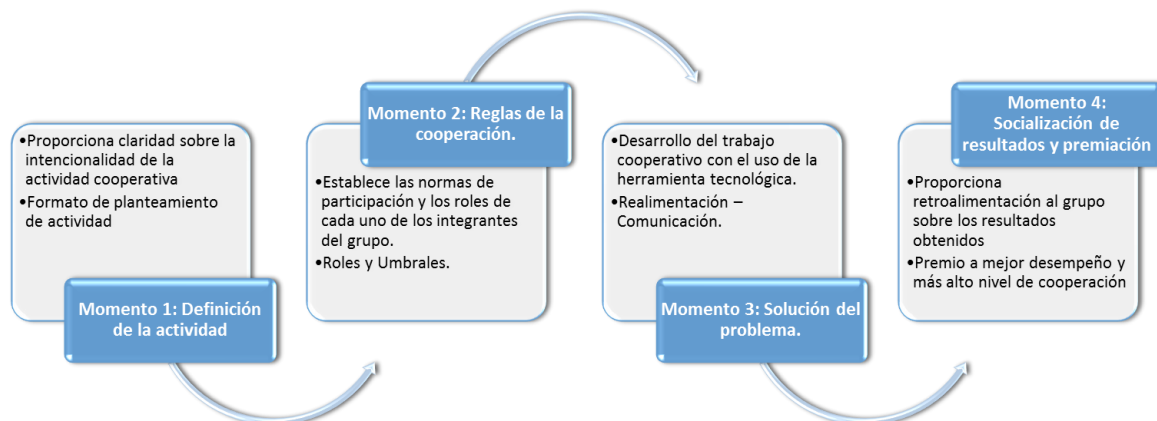 •Proporciona claridad sobre la
intencionalidad de la
actividad cooperativa
•Formato de planteamiento
de actividad
Momento 1: Definición
de la actividad
Momento 2: Reglas de la
cooperación.
•Establece las normas de
participación y los roles de
cada uno de los integrantes
del grupo.
•Roles y Umbrales.
•Desarrollo del trabajo
cooperativo con el uso de la
herramienta tecnológica.
•Realimentación –
Comunicación.
Momento 3: Solución del
problema.
Momento 4:
Socialización de
resultados y premiación
•Proporciona
retroalimentación al grupo
sobre los resultados
obtenidos
•Premio a mejor desempeño y
más alto nivel de cooperación